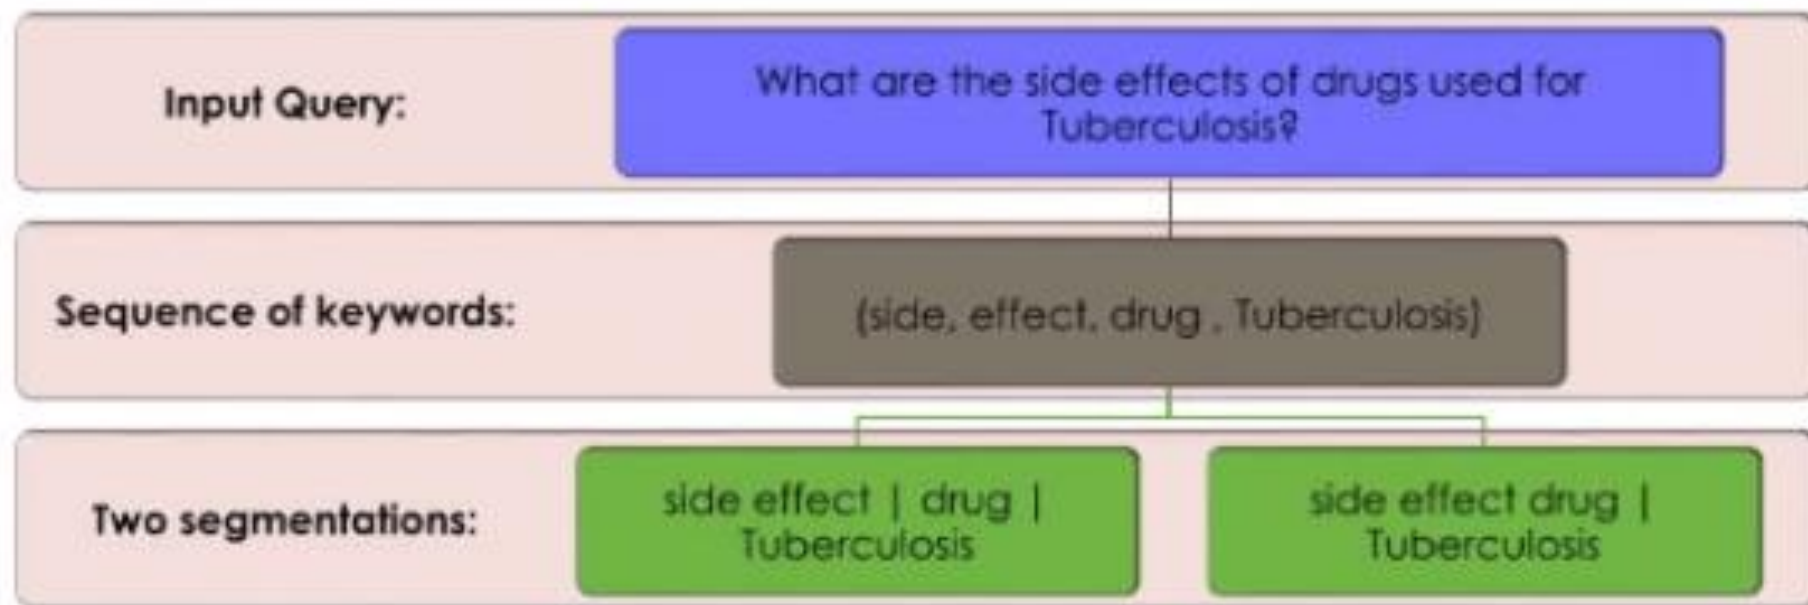 Input Query:
What are the side effects of drugs used for
Tuberculosis?
Sequence of keywords:
(side, effect, drug , Tuberculosis)
Two segmentations:
side effect | drug |
Tuberculosis
side effect drug |
Tuberculosis